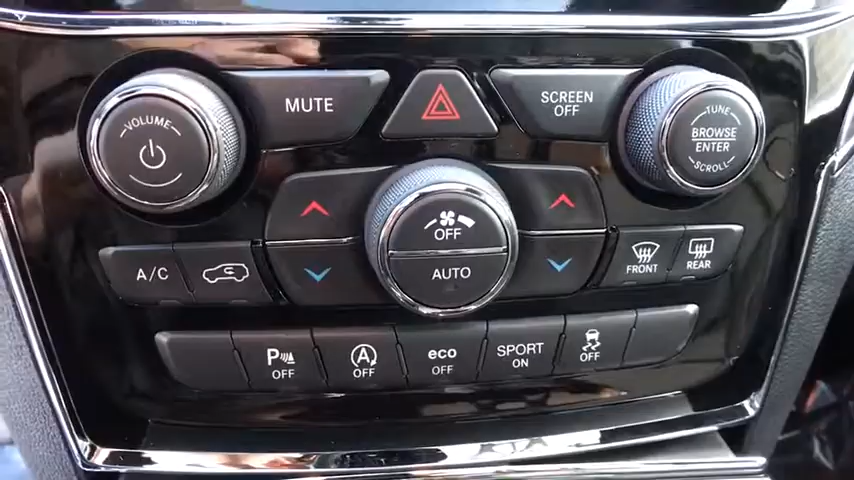 VOLUME
MUTE
SCREEN
OFF
TUNE
BROWSE
ENTER
SCROLL
OFF
AUTO
A/C
FRONT
REAR
P
OFF
A
OFF
eco
OFF
SPORT
ON
OFF